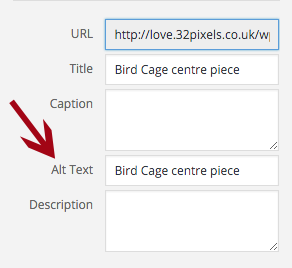 URL http://love.32pixels.co.uk/wp
Title Bird Cage centre piece
Caption
Alt Text Bird Cage centre piece
Description